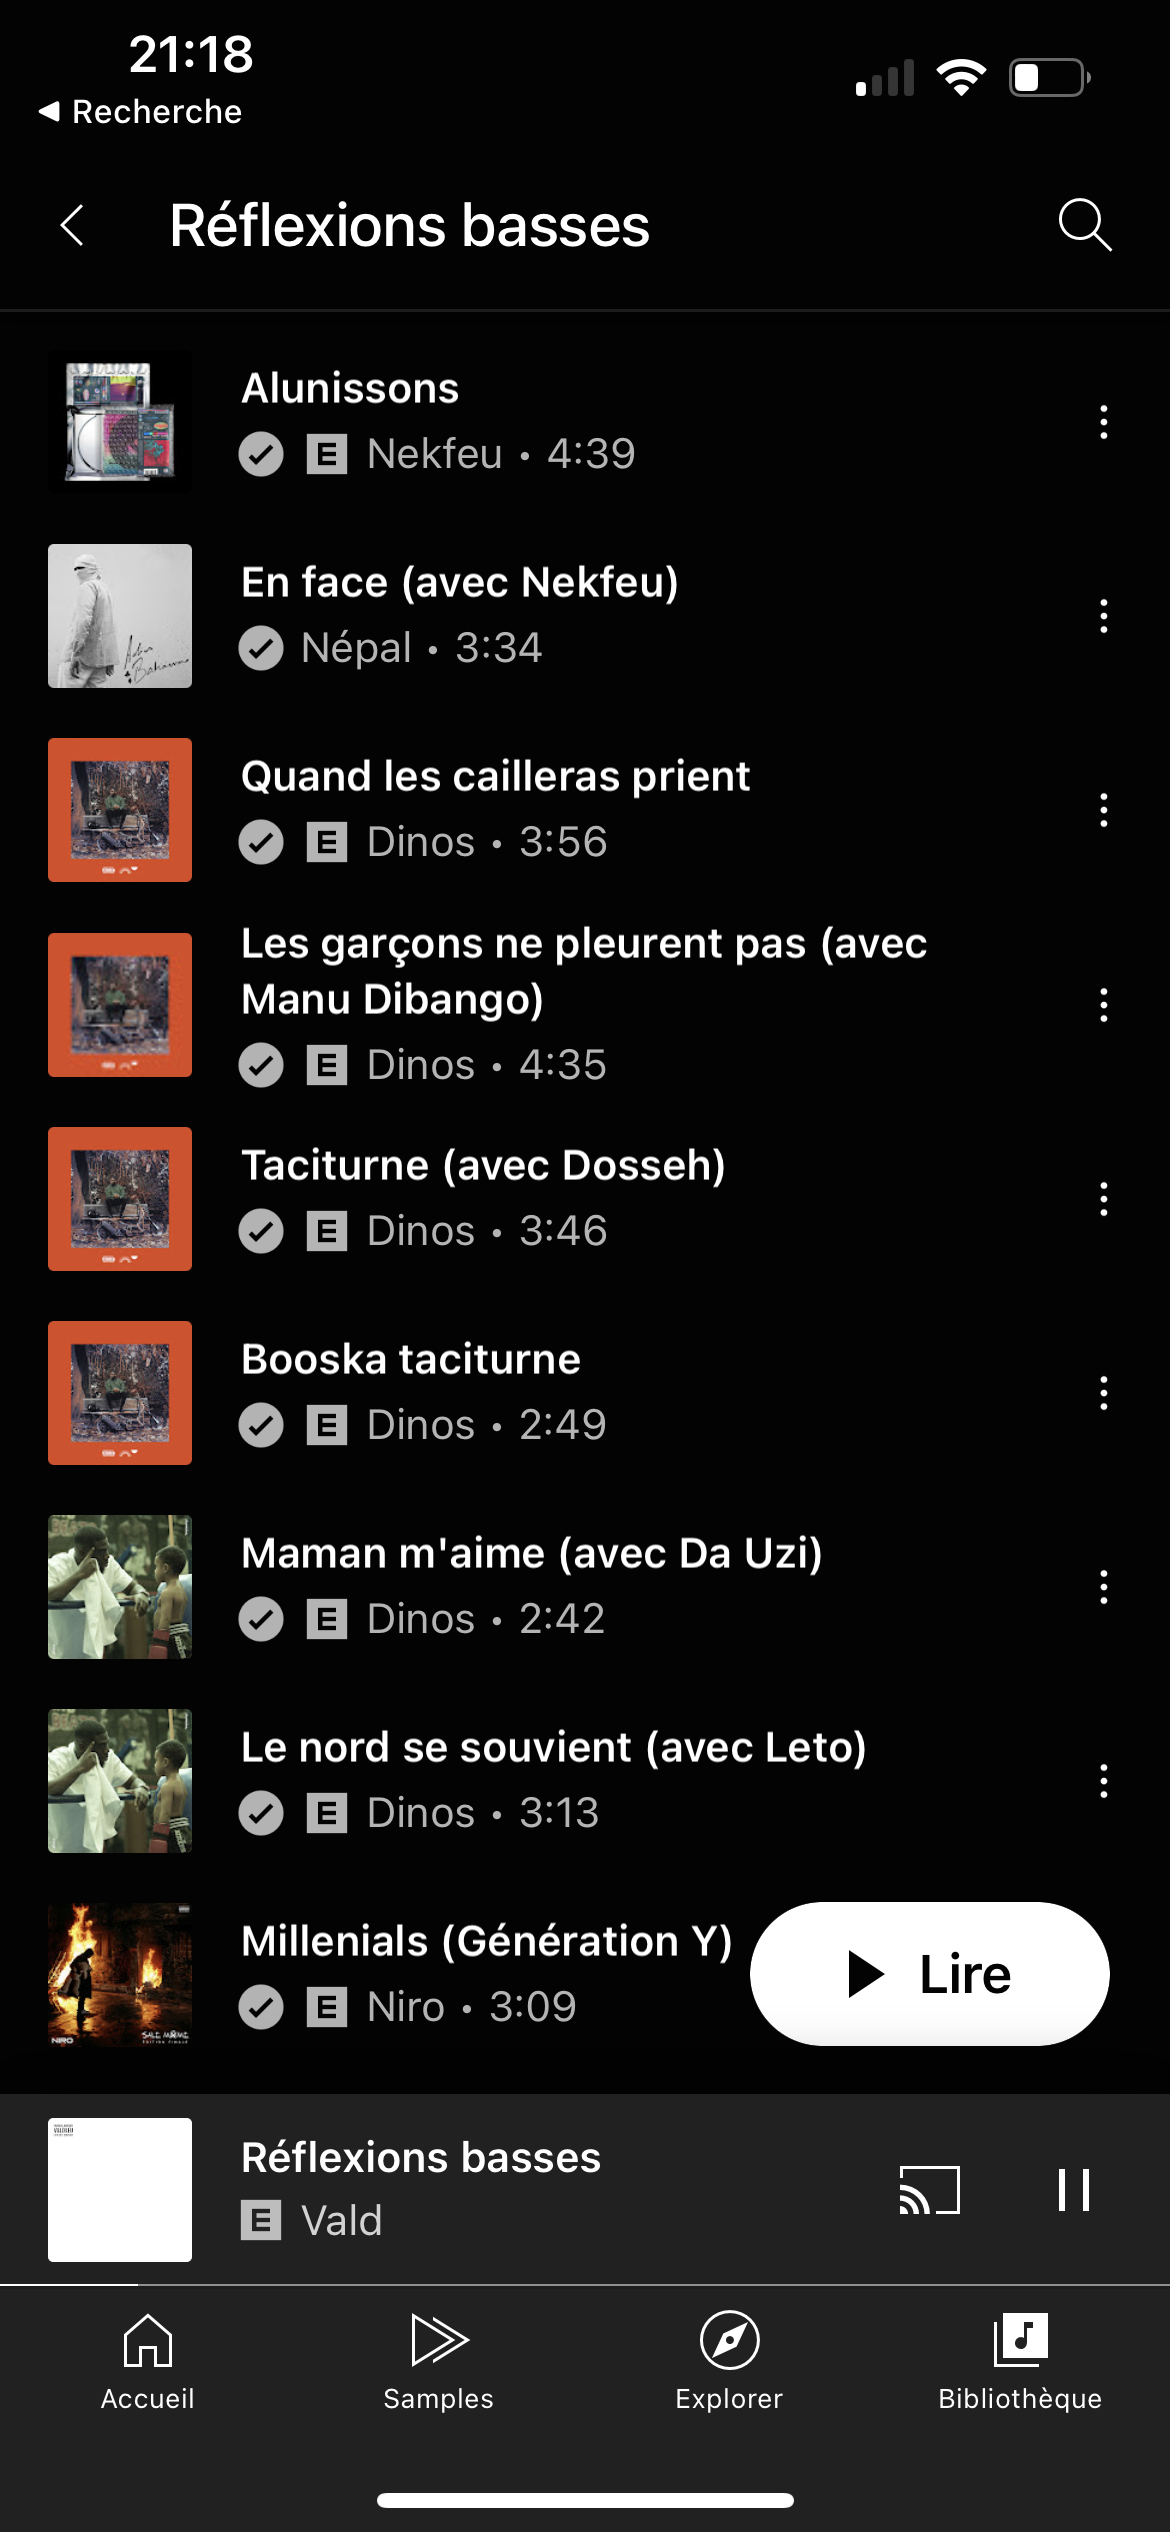 21:18
Recherche
Réflexions basses
Alunissons
E Nekfeu • 4:39
En face (avec Nekfeu)
Népal • 3:34
Quand les cailleras prient
E Dinos • 3:56
Les garçons ne pleurent pas (avec
Manu Dibango)
E Dinos • 4:35
Taciturne (avec Dosseh)
E Dinos • 3:46
Booska taciturne
E Dinos • 2:49
Maman m'aime (avec Da Uzi)
E Dinos • 2:42
Le nord se souvient (avec Leto)
E Dinos • 3:13
Millenials (Génération Y)
E Niro • 3:09
Lire
NIRO
Réflexions basses
E Vald
Accueil
Samples
Explorer
Bibliothèque